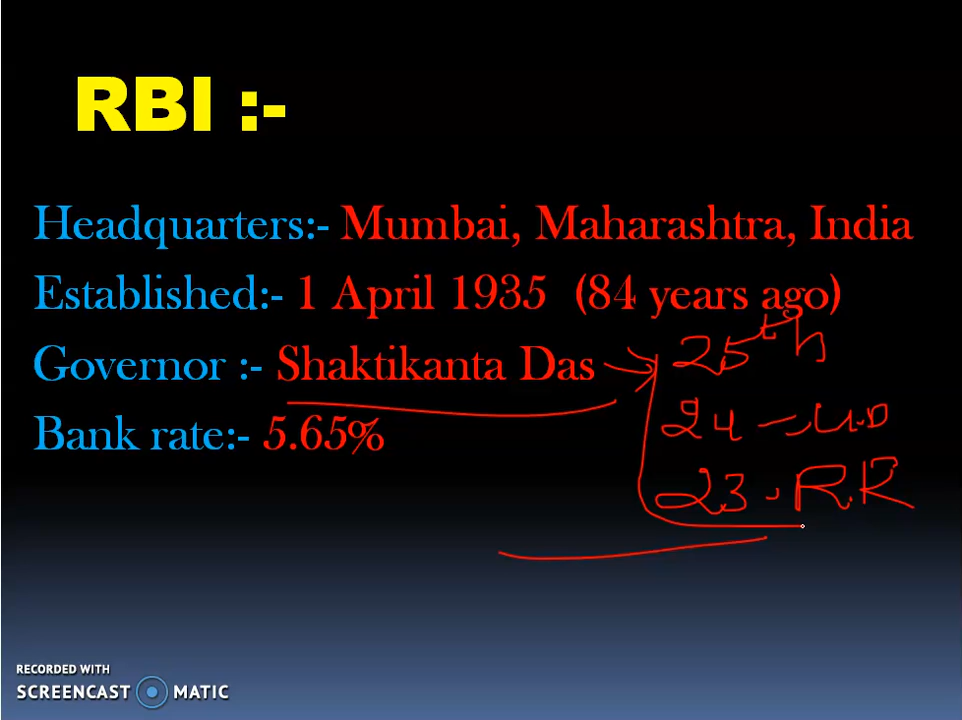 RBI :-
Headquarters:- Mumbai, Maharashtra, India
Established:- 1 April 1935 (84 years ago)
Governor :- Shaktikanta Das
25th
Bank rate:- 5.65%
24 - U.P
23. R.R
RECORDED WITH
SCREENCAST MATIC